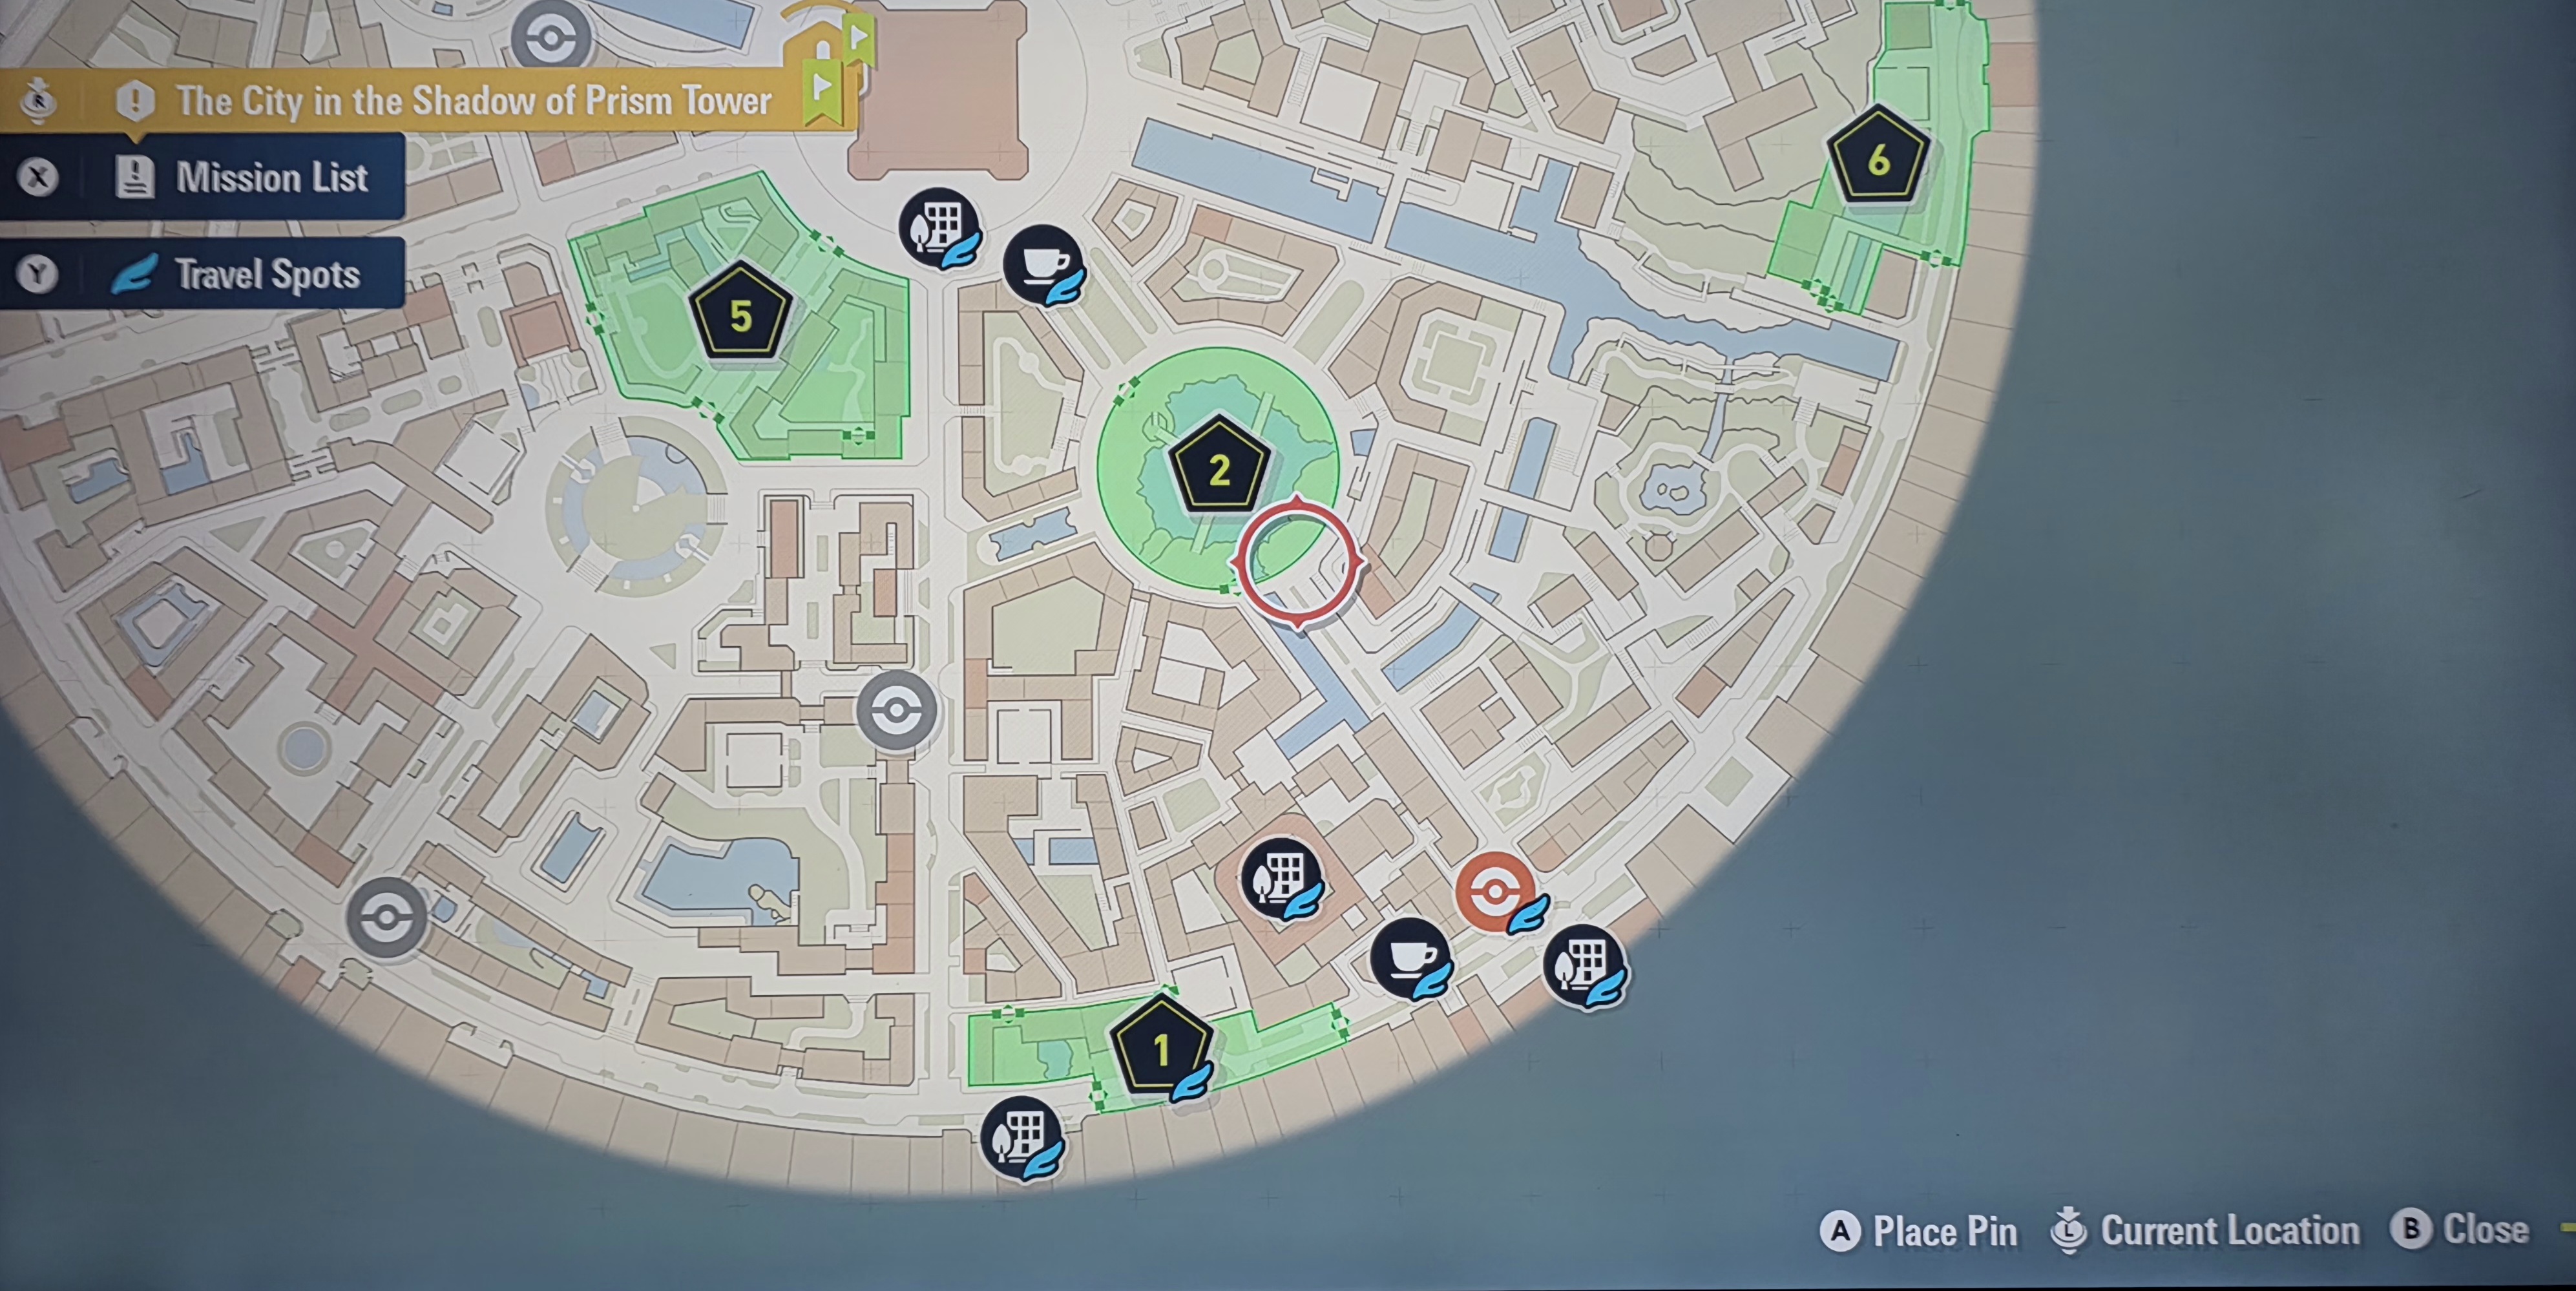 R ! The City in the Shadow of Prism Tower
X Mission List
Y Travel Spots
6
5
2
1
A Place Pin L Current Location B Close